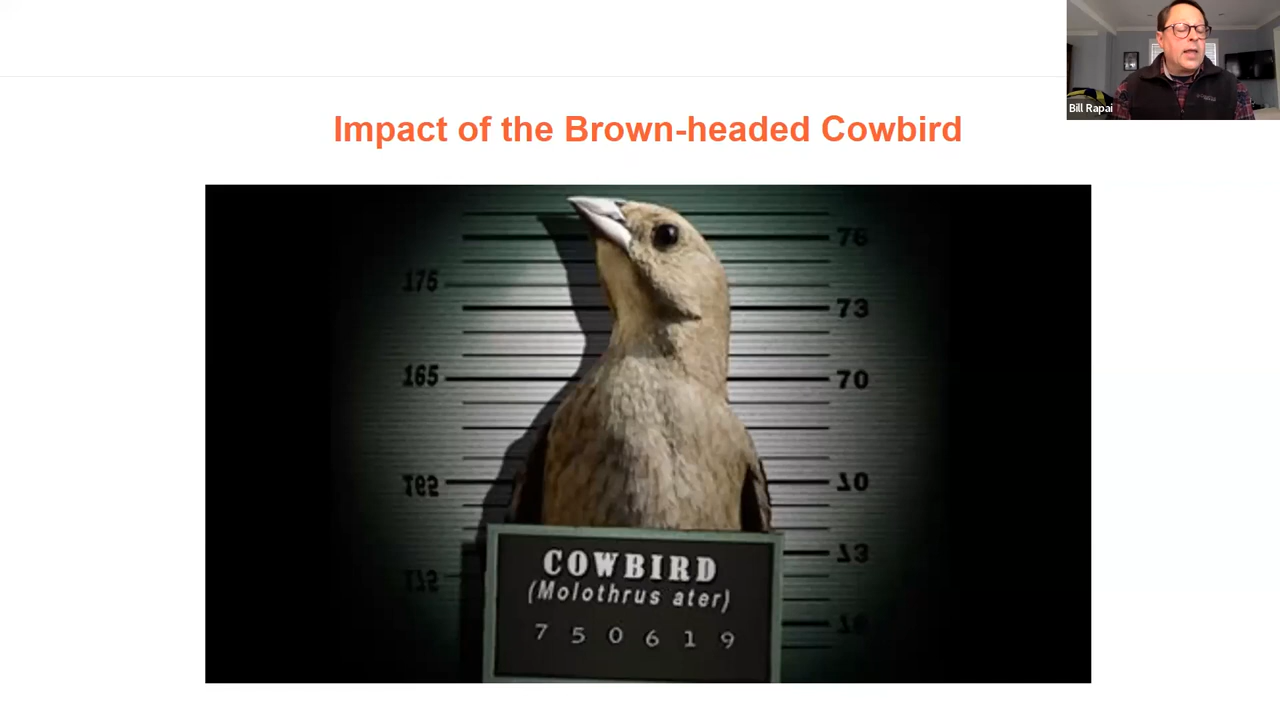 Bill Rapai
Impact of the Brown-headed Cowbird
76
175
73
165
70
COWBIRD
(Molothrus ater)
7 5 0 6 1 9